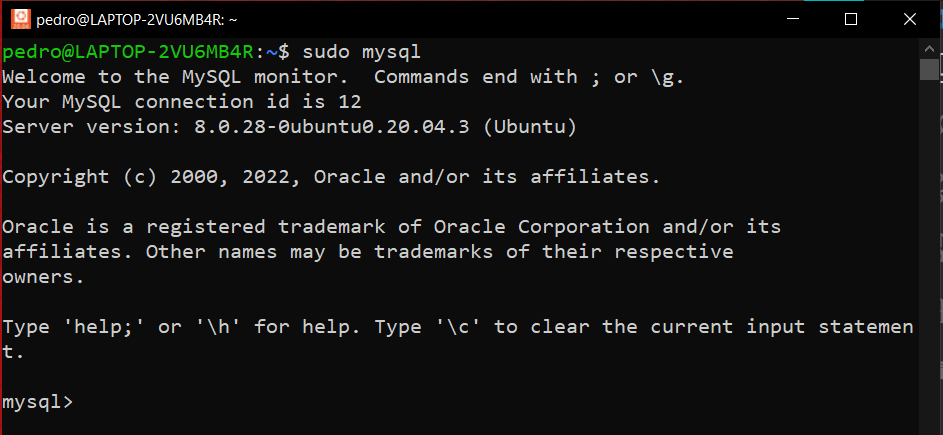 pedro@LAPTOP-2VU6MB4R: ~
pedro@LAPTOP-2VU6MB4R:~$ sudo mysql
Welcome to the MySQL monitor.  Commands end with ; or \g.
Your MySQL connection id is 12
Server version: 8.0.28-0ubuntu0.20.04.3 (Ubuntu)
Copyright (c) 2000, 2022, Oracle and/or its affiliates.
Oracle is a registered trademark of Oracle Corporation and/or its
affiliates. Other names may be trademarks of their respective
owners.
Type 'help;' or '\h' for help. Type '\c' to clear the current input statemen
t.
mysql>